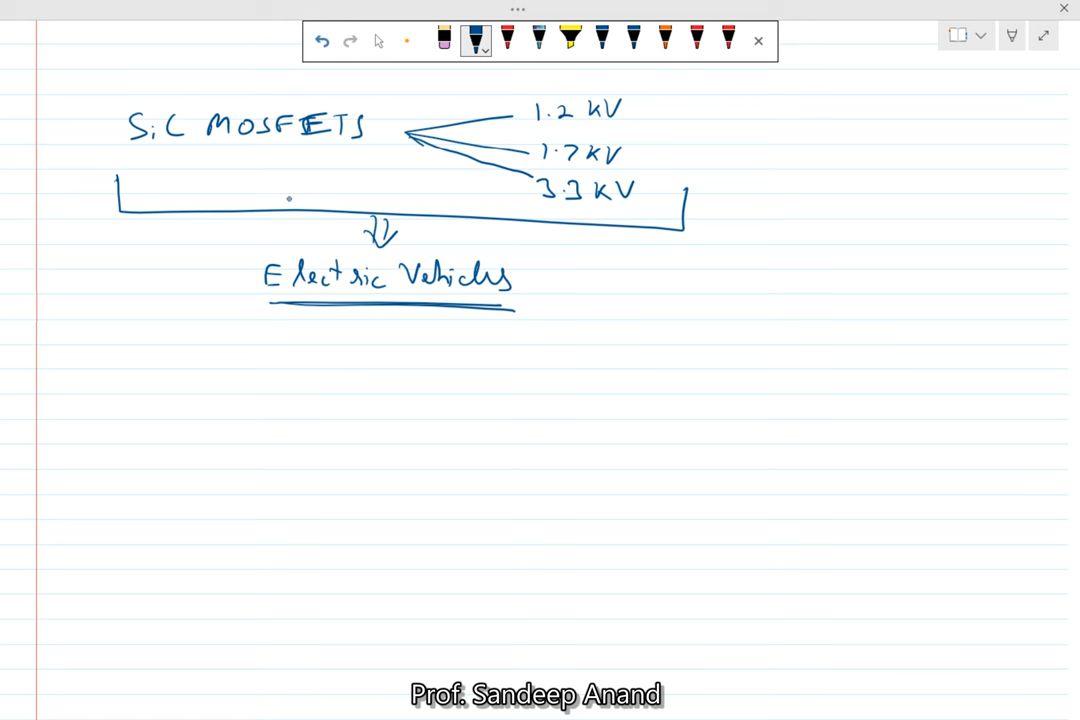 SiC MOSFETS
1.2 KV
1.7 KV
3.3 KV
Electric Vehicles
Prof. Sandeep Anand